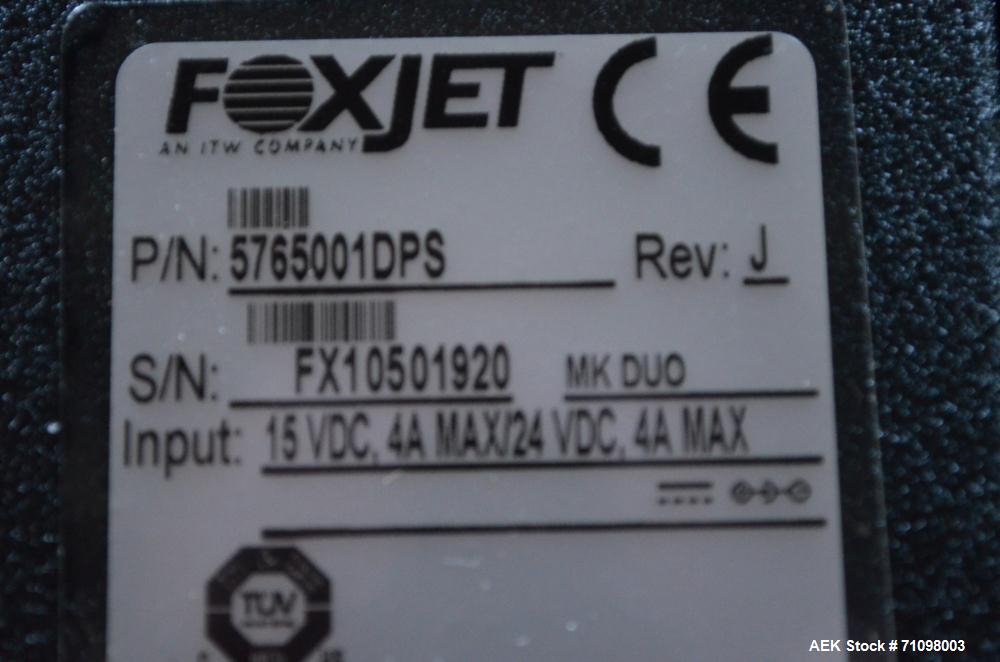 FOXJET CE
AN ITW COMPANY
P/N: 5765001DPS Rev: J
S/N: FX10501920 MK DUO
Input: 15 VDC, 4A MAX/24 VDC, 4A MAX
TÜV
AEK Stock # 71098003